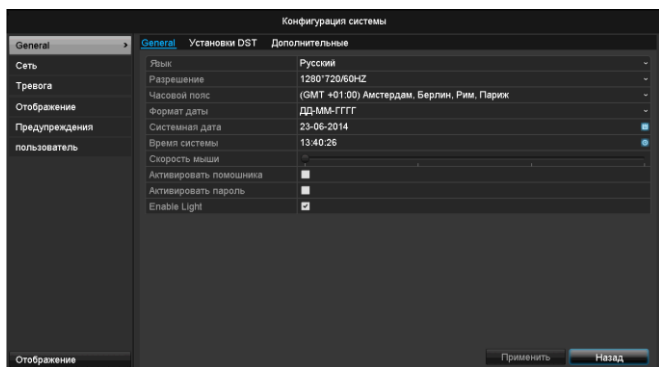 Конфигурация системы
General >
Сеть
Тревога
Отображение
Предупреждения
пользователь
Отображение
General Установки DST Дополнительные
Язык Русский
Разрешение 1280*720/60HZ
Часовой пояс (GMT +01:00) Амстердам, Берлин, Рим, Париж
Формат даты ДД-ММ-ГГГГ
Системная дата 23-06-2014
Время системы 13:40:26
Скорость мыши
Активировать помошника
Активировать пароль
Enable Light
Применить Назад